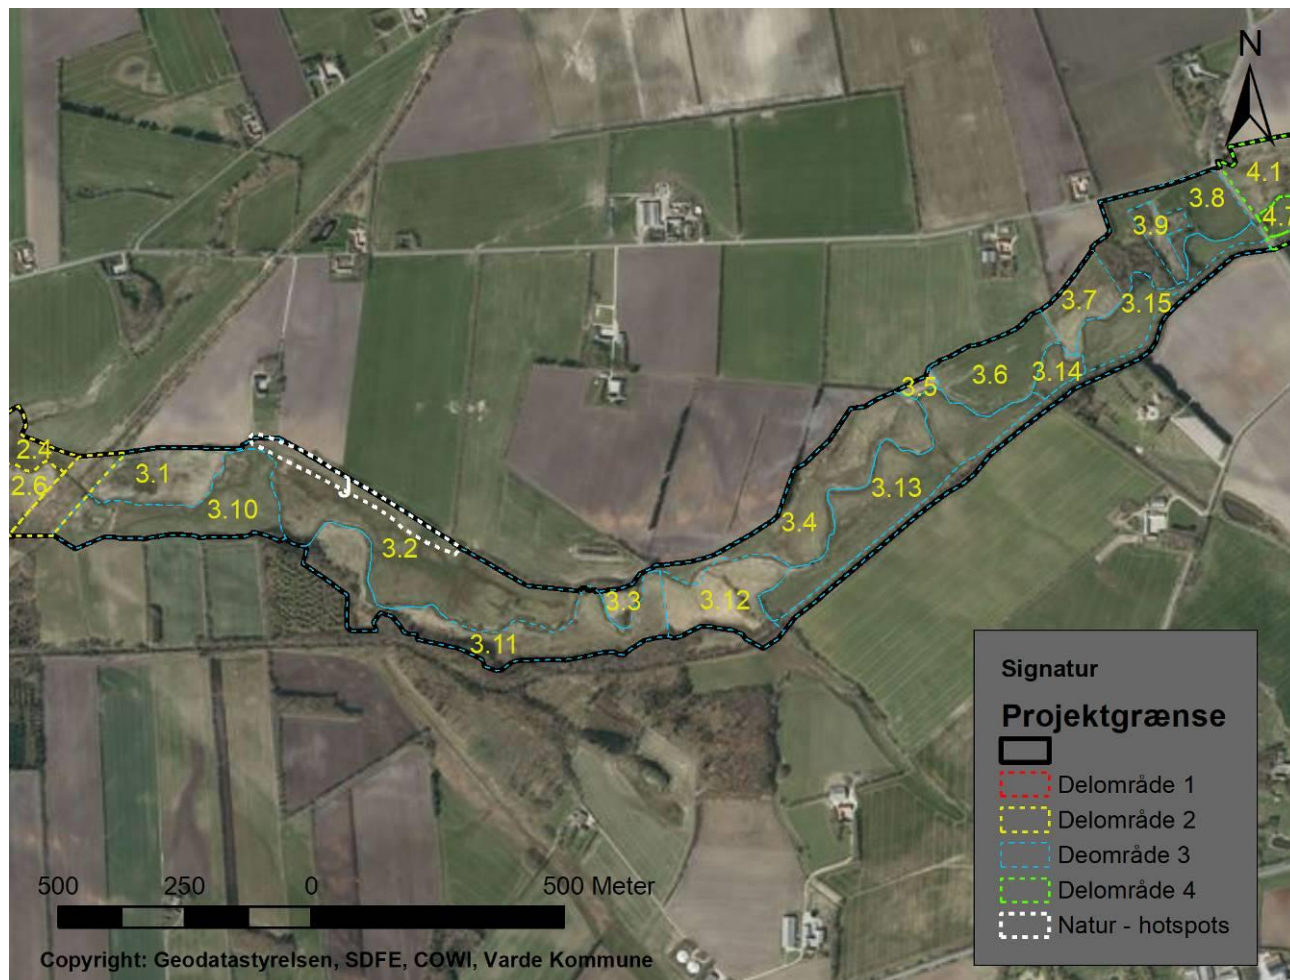 N
4.1
3.8
4.7
3.9
3.7
3.15
3.5
3.6
3.14
2.4
2.6
3.1
J
3.10
3.13
3.4
3.2
3.3
3.12
3.11
Signatur
Projektgrænse
Delområde 1
Delområde 2
Deområde 3
Delområde 4
Natur - hotspots
500 250 0 500 Meter
Copyright: Geodatastyrelsen, SDFE, COWI, Varde Kommune